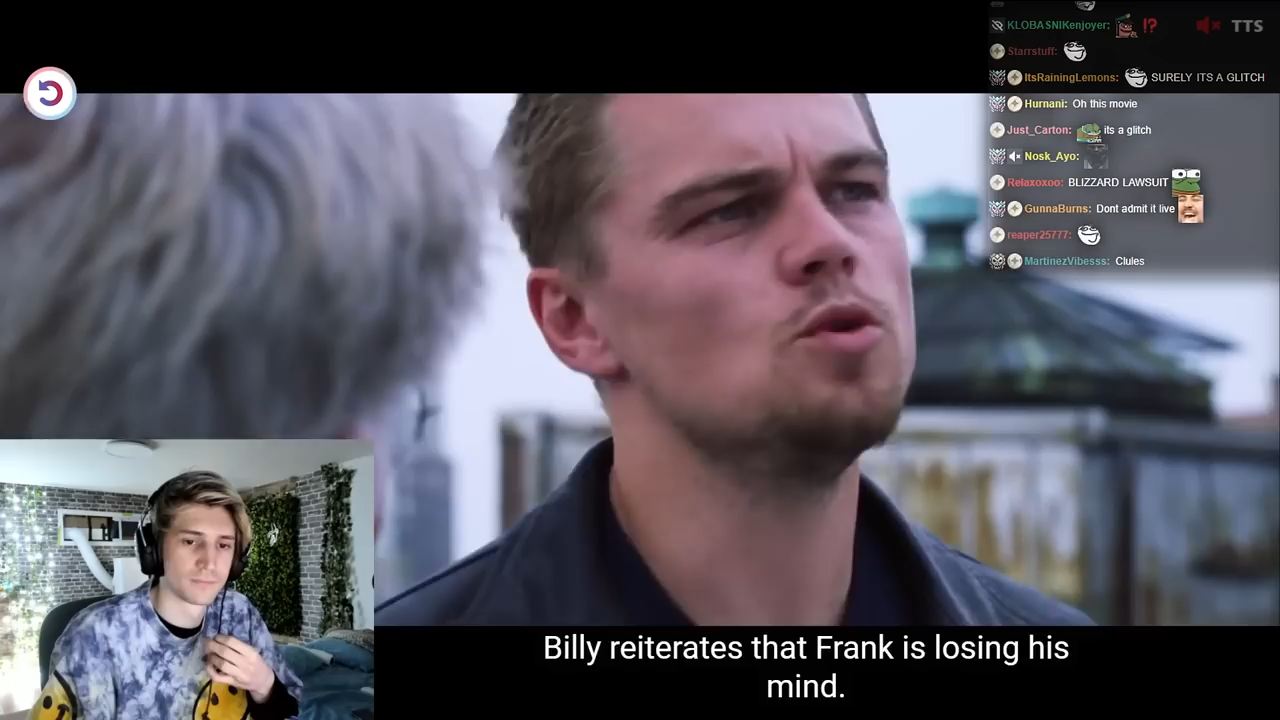 KLOBASNIKenjoyer: !? TTS
Starrstuff:
ItsRainingLemons: SURELY ITS A GLITCH
Hurnani: Oh this movie
Just_Carton: its a glitch
Nosk_Ayo:
Relaxoxoo: BLIZZARD LAWSUIT
GunnaBurns: Dont admit it live
reaper25777:
MartinezVibesss: Clules
Billy reiterates that Frank is losing his
mind.